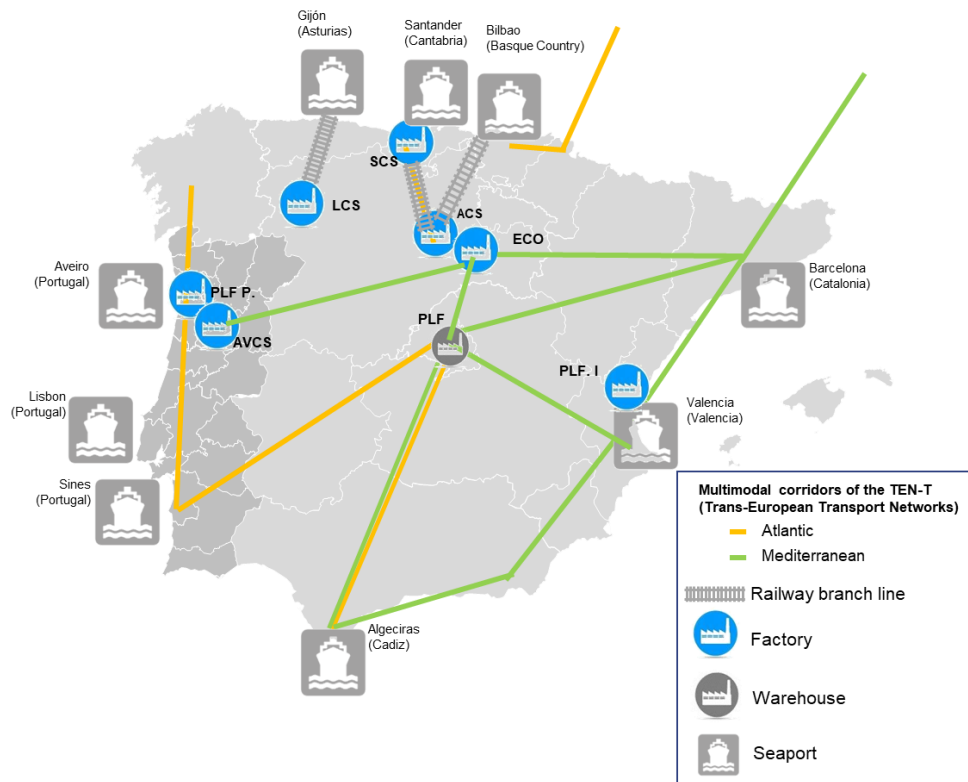 Gijón
(Asturias)
Santander
(Cantabria)
Bilbao
(Basque Country)
SCS
LCS
ACS
ECO
Aveiro
(Portugal)
PLF P.
AVCS
Barcelona
(Catalonia)
PLF
PLF. I
Lisbon
(Portugal)
Valencia
(Valencia)
Sines
(Portugal)
Algeciras
(Cadiz)
Multimodal corridors of the TEN-T
(Trans-European Transport Networks)
Atlantic
Mediterranean
Railway branch line
Factory
Warehouse
Seaport